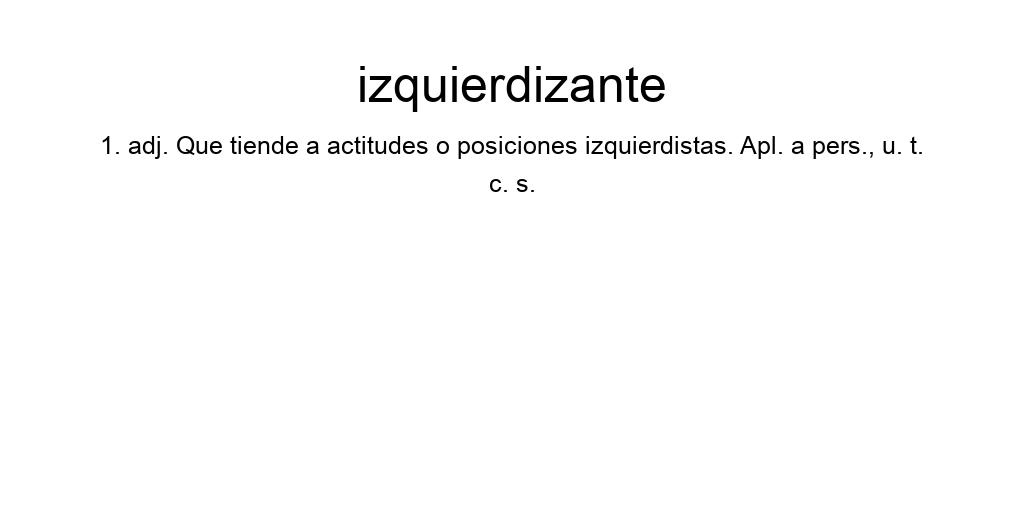 izquierdizante
1. adj. Que tiende a actitudes o posiciones izquierdistas. Apl. a pers., u. t.
c. s.